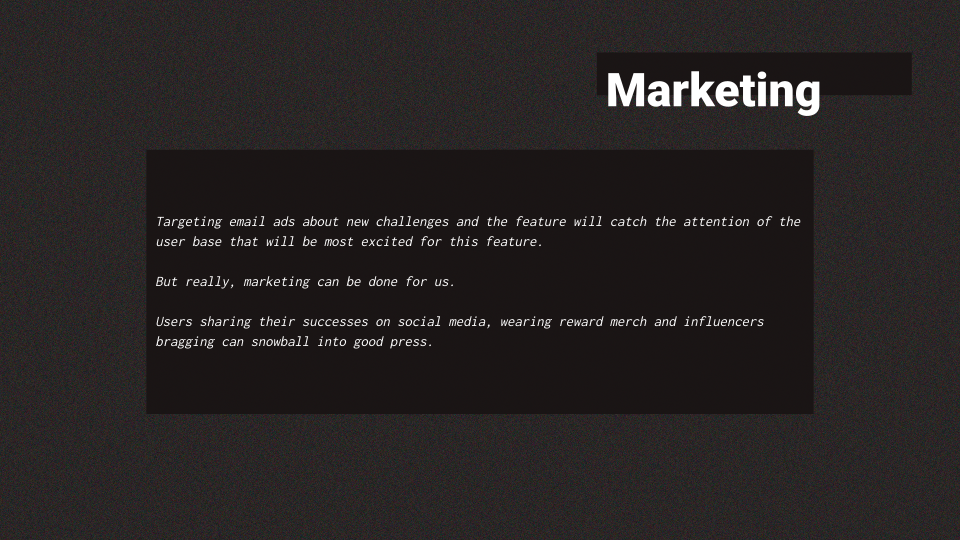 Marketing
Targeting email ads about new challenges and the feature will catch the attention of the
user base that will be most excited for this feature.
But really, marketing can be done for us.
Users sharing their successes on social media, wearing reward merch and influencers
bragging can snowball into good press.